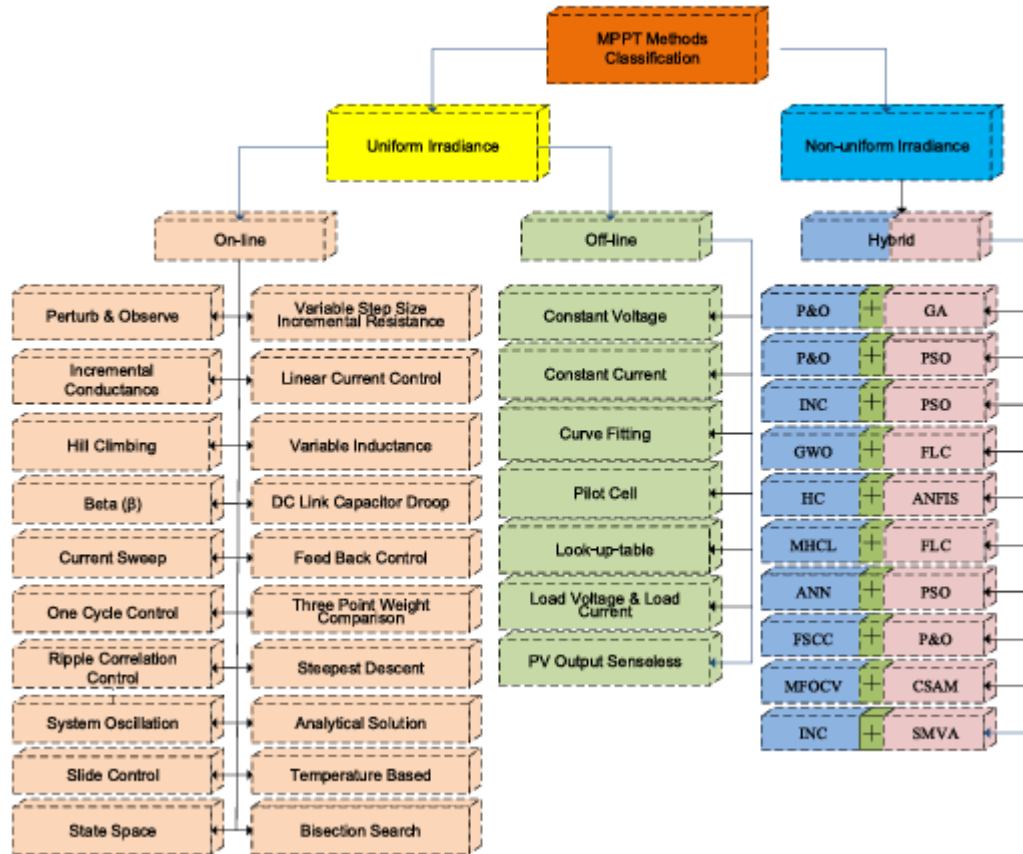 MPPT Methods
Classification
Uniform Irradiance
Non-uniform Irradiance
On-line
Off-line
Hybrid
Perturb & Observe
Incremental
Conductance
Hill Climbing
Beta (β)
Current Sweep
One Cycle Control
Ripple Correlation
Control
System Oscillation
Slide Control
State Space
Variable Step Size
Incremental Resistance
Linear Current Control
Variable Inductance
DC Link Capacitor Droop
Feed Back Control
Three Point Weight
Comparison
Steepest Descent
Analytical Solution
Temperature Based
Bisection Search
Constant Voltage
Constant Current
Curve Fitting
Pilot Cell
Look-up-table
Load Voltage & Load
Current
PV Output Senseless
P&O + GA
P&O + PSO
INC + PSO
GWO + FLC
HC + ANFIS
MHCL + FLC
ANN + PSO
FSCC + P&O
MFOCV + CSAM
INC + SMVA